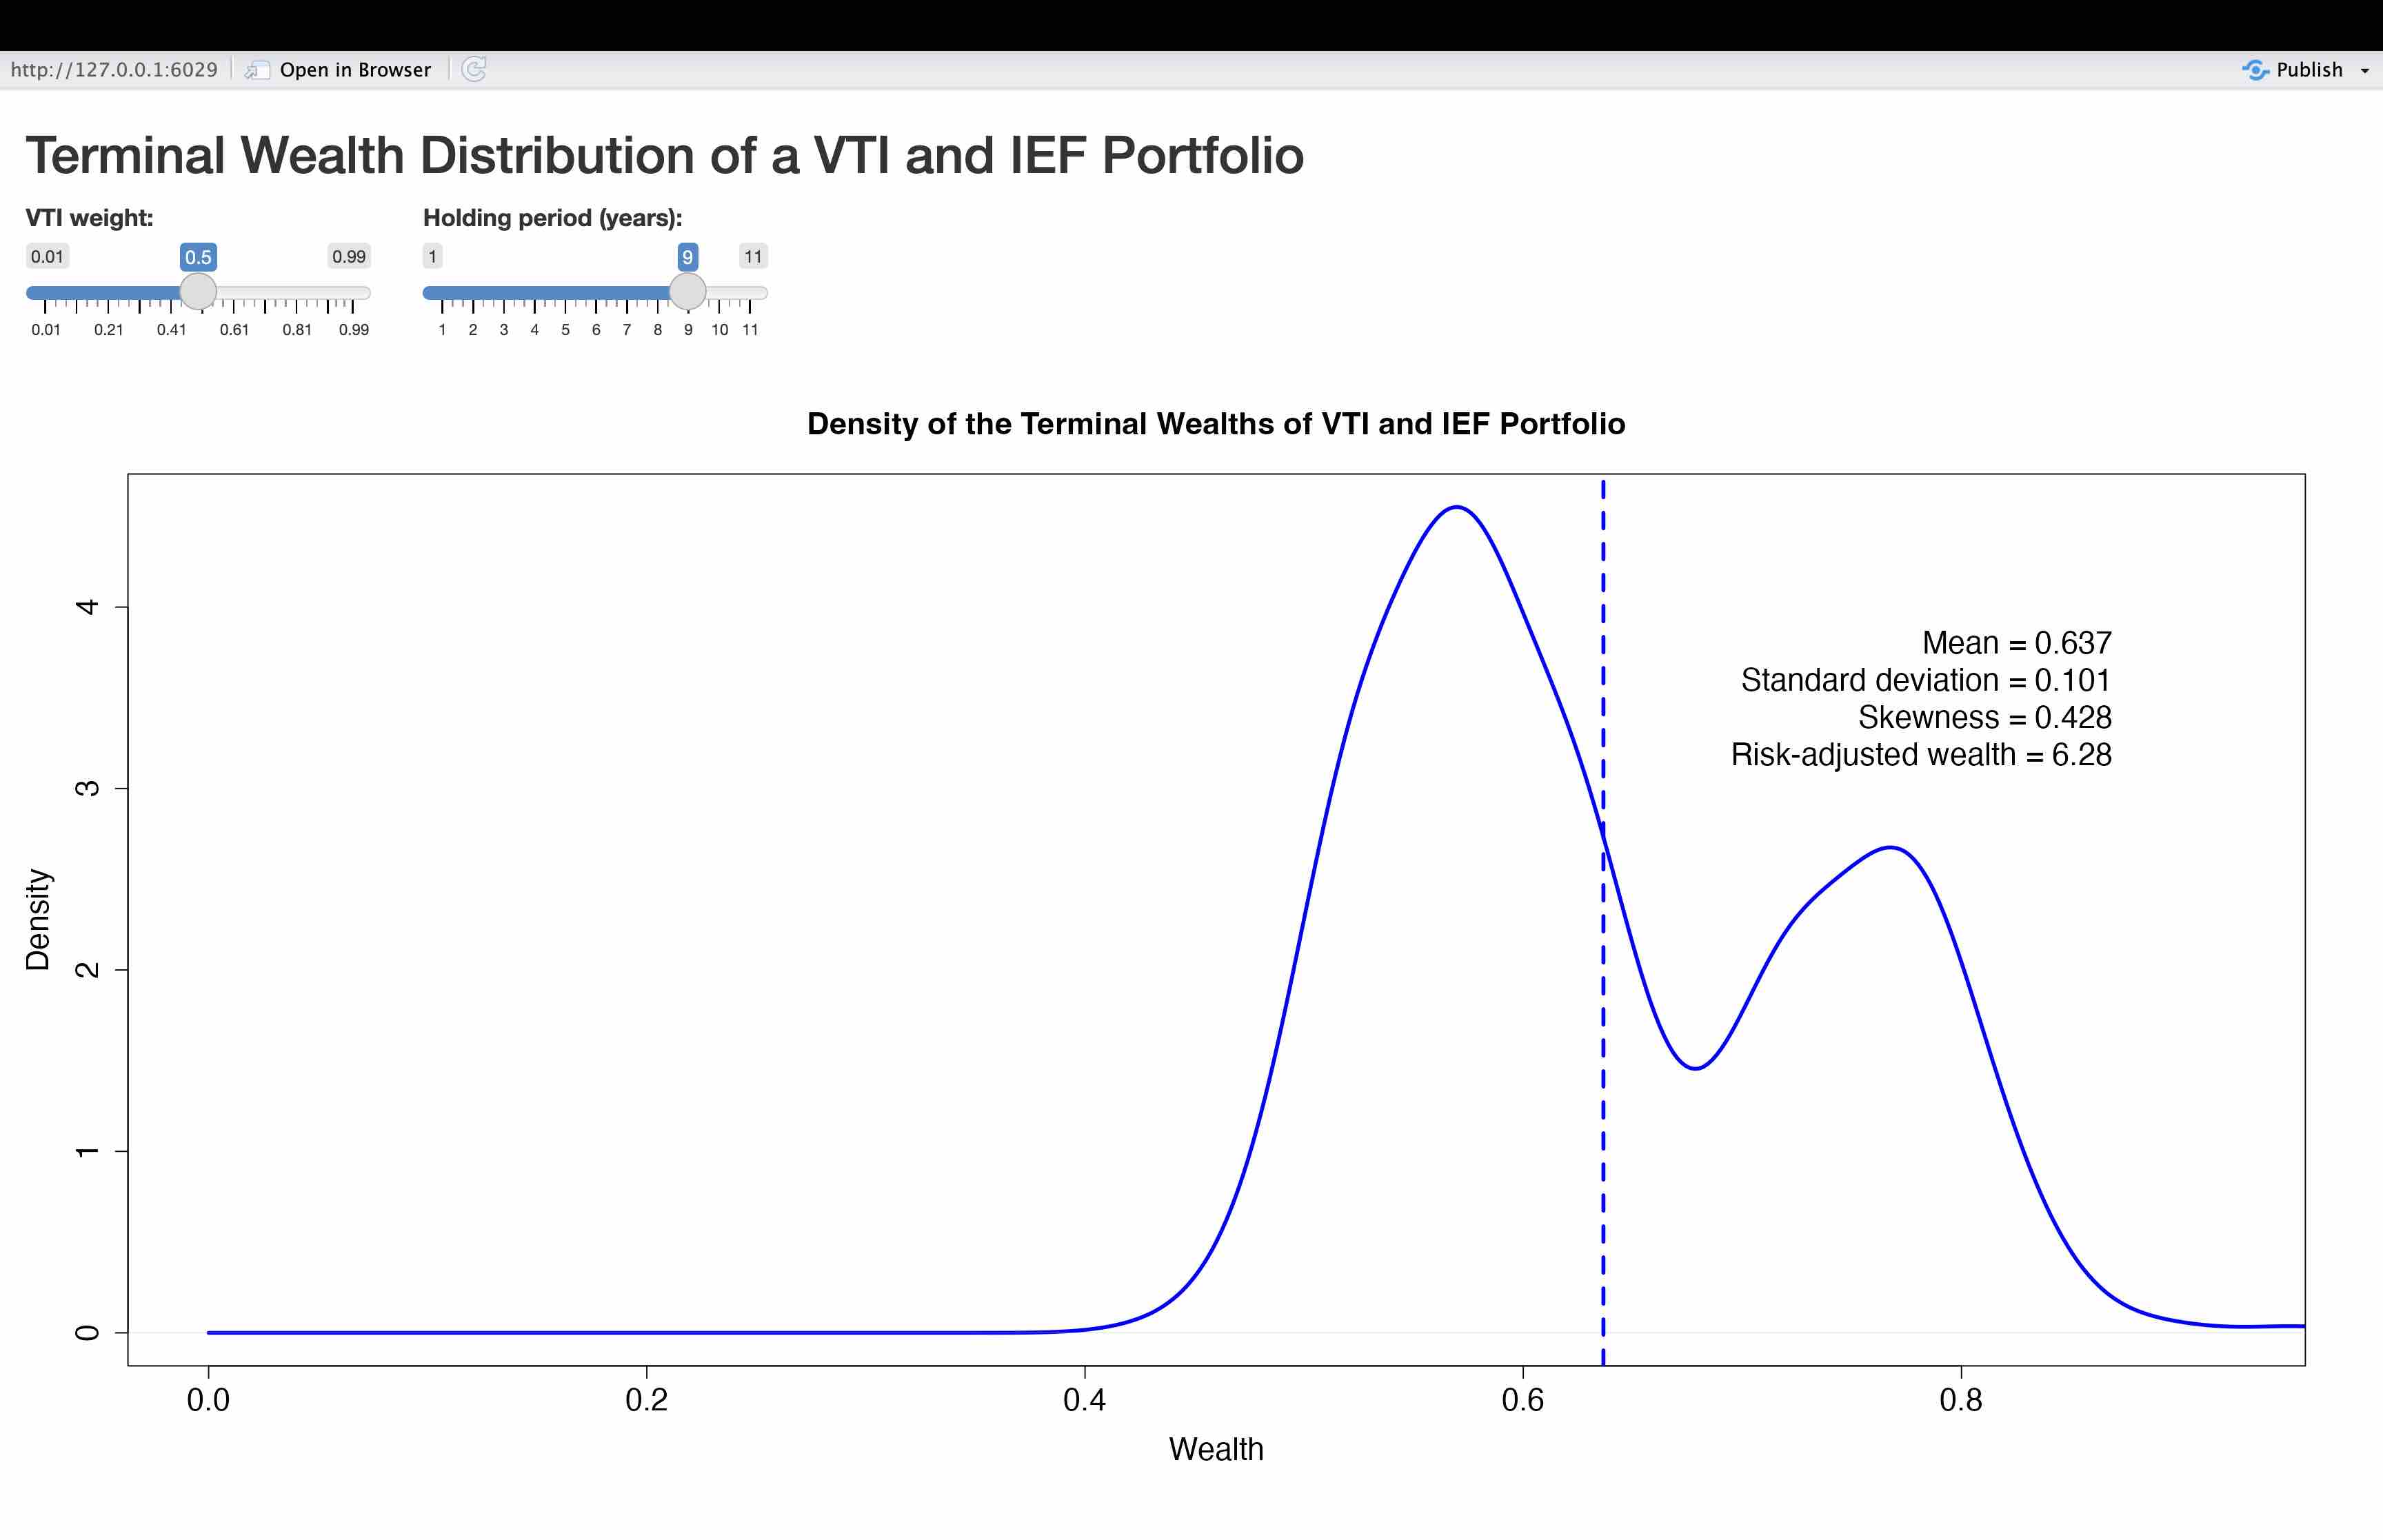 http://127.0.0.1:6029 Open in Browser Publish
Terminal Wealth Distribution of a VTI and IEF Portfolio
VTI weight: Holding period (years):
0.01 0.5 0.99 1 9 11
0.01 0.21 0.41 0.61 0.81 0.99 1 2 3 4 5 6 7 8 9 10 11
Density of the Terminal Wealths of VTI and IEF Portfolio
4
Mean = 0.637
Standard deviation = 0.101
Skewness = 0.428
Risk-adjusted wealth = 6.28
3
Density
2
1
0
0.0 0.2 0.4 0.6 0.8
Wealth